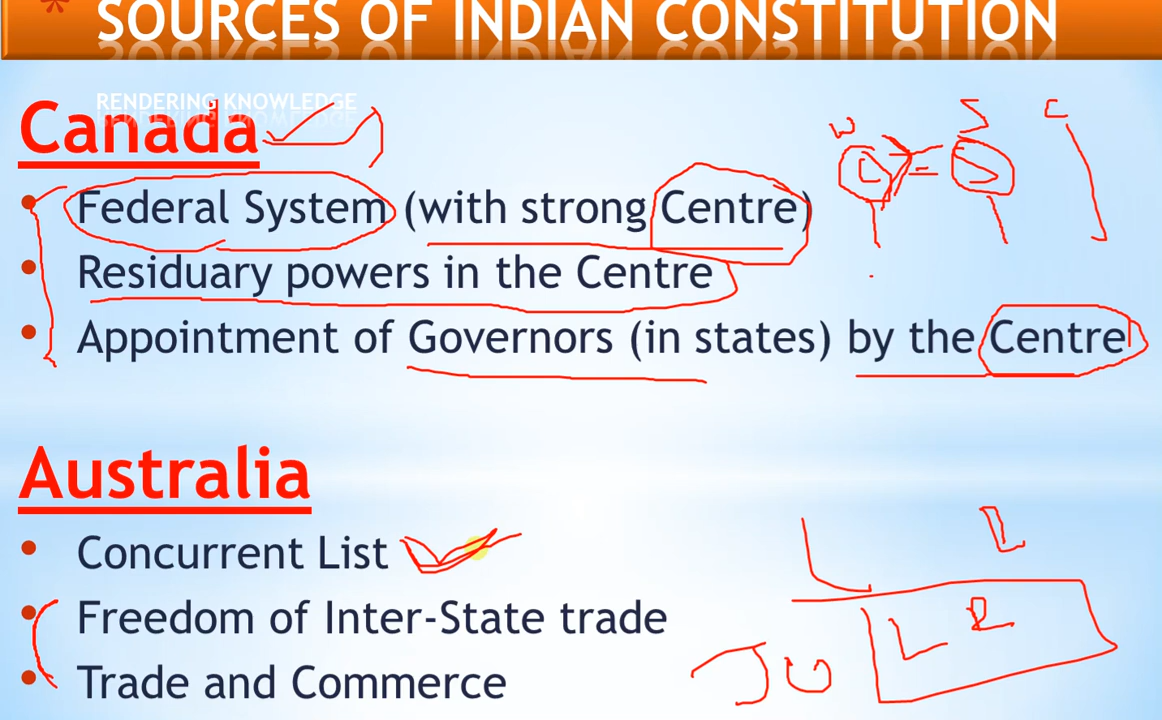 * SOURCES OF INDIAN CONSTITUTION
RENDERING KNOWLEDGE
Canada
W C > = S S C
• Federal System (with strong Centre)
• Residuary powers in the Centre
• Appointment of Governors (in states) by the Centre
Australia
• Concurrent List
• Freedom of Inter-State trade
• Trade and Commerce